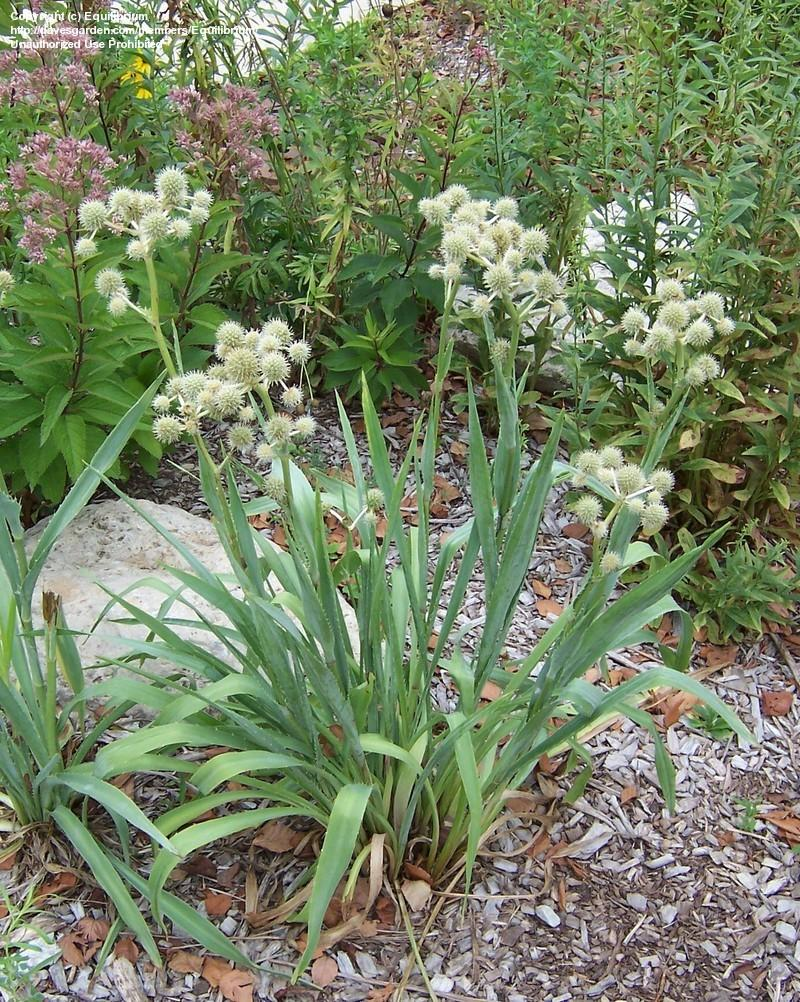 Copyright (c) Equilibrium
http://davesgarden.com/members/Equilibrium/
Unauthorized Use Prohibited